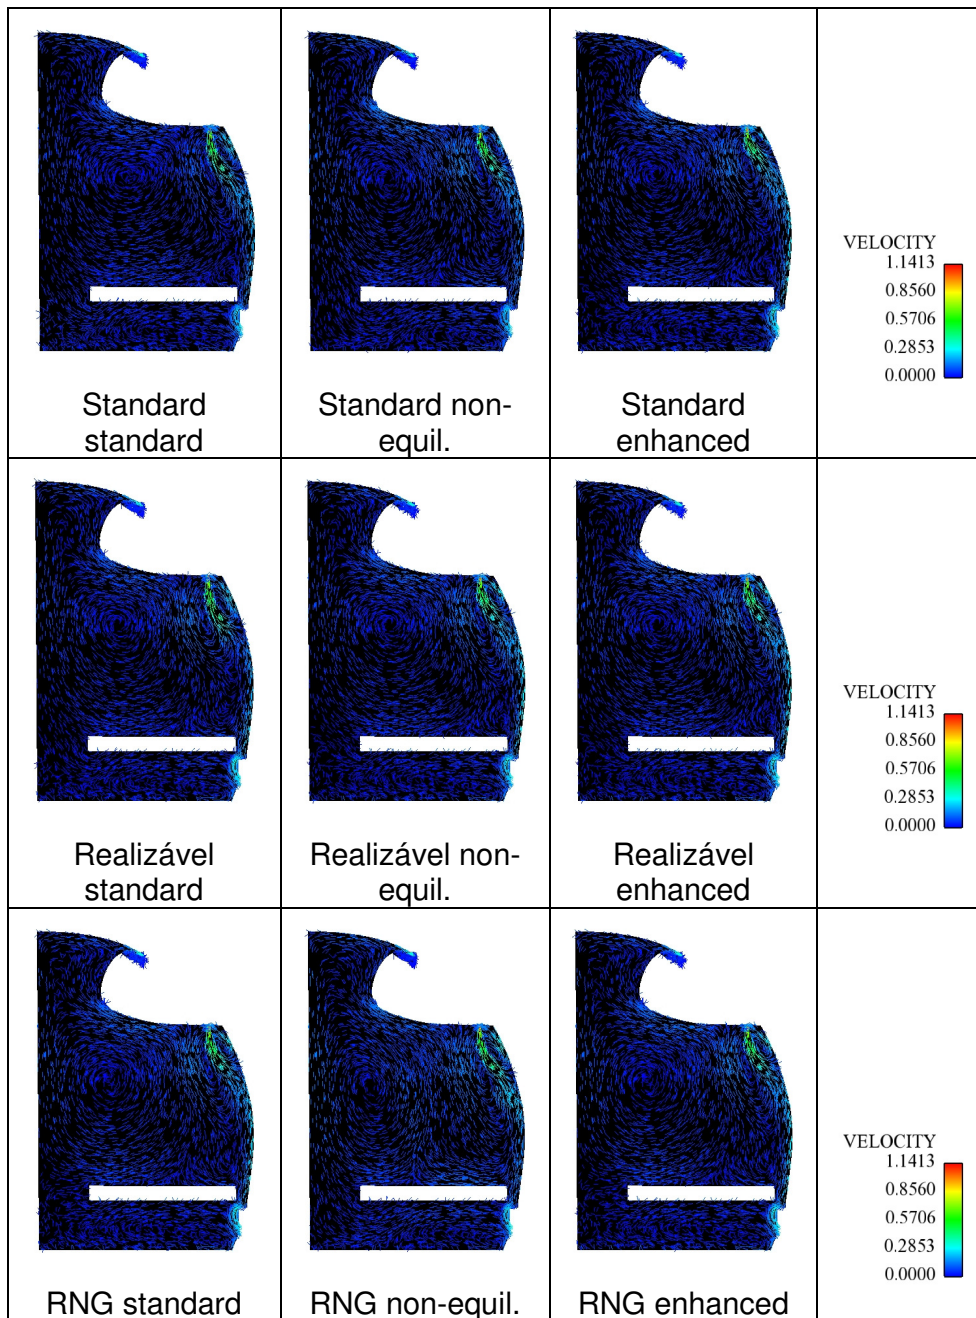 VELOCITY
1.1413
0.8560
0.5706
0.2853
0.0000
Standard
standard
Standard non-
equil.
Standard
enhanced
VELOCITY
1.1413
0.8560
0.5706
0.2853
0.0000
Realizável
standard
Realizável non-
equil.
Realizável
enhanced
VELOCITY
1.1413
0.8560
0.5706
0.2853
0.0000
RNG standard
RNG non-equil.
RNG enhanced